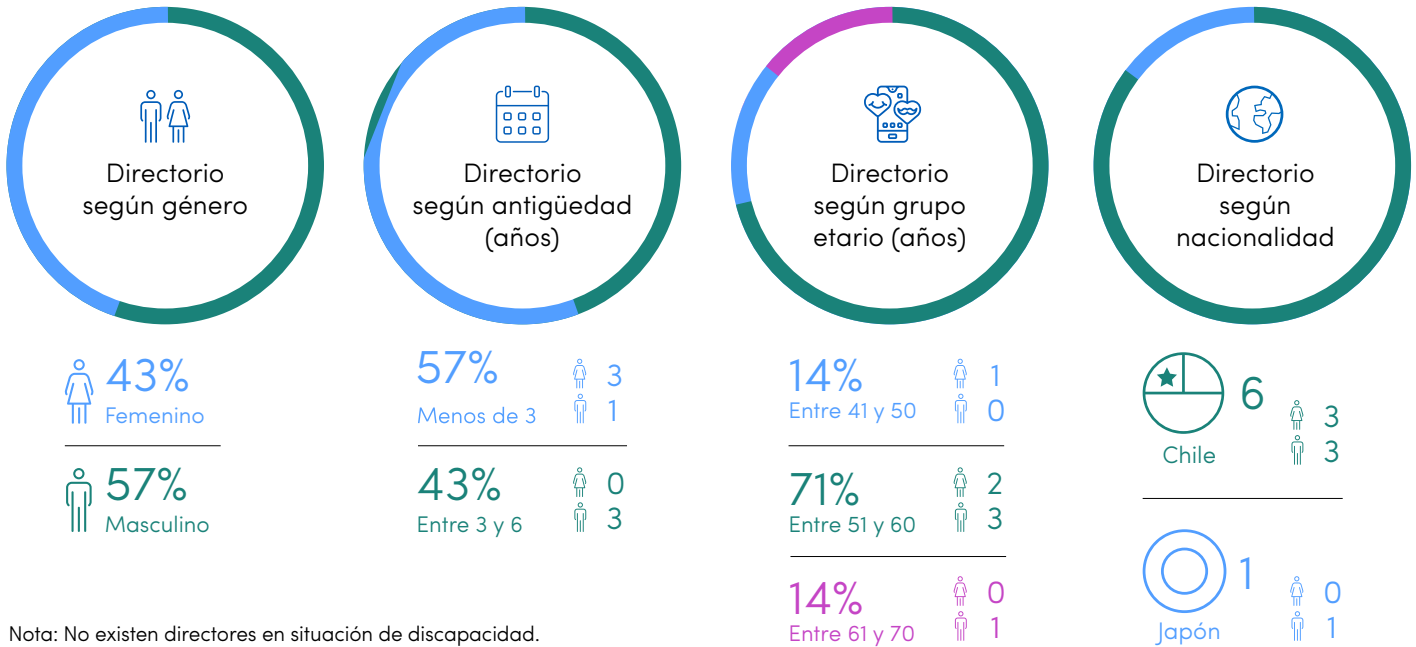 Directorio
según género
43%
Femenino
57%
Masculino
Directorio
según antigüedad
(años)
57%
Menos de 3
3
1
43%
Entre 3 y 6
0
3
Directorio
según grupo
etario (años)
14%
Entre 41 y 50
1
0
71%
Entre 51 y 60
2
3
14%
Entre 61 y 70
0
1
Directorio
según
nacionalidad
6
Chile
3
3
1
Japón
0
1
Nota: No existen directores en situación de discapacidad.